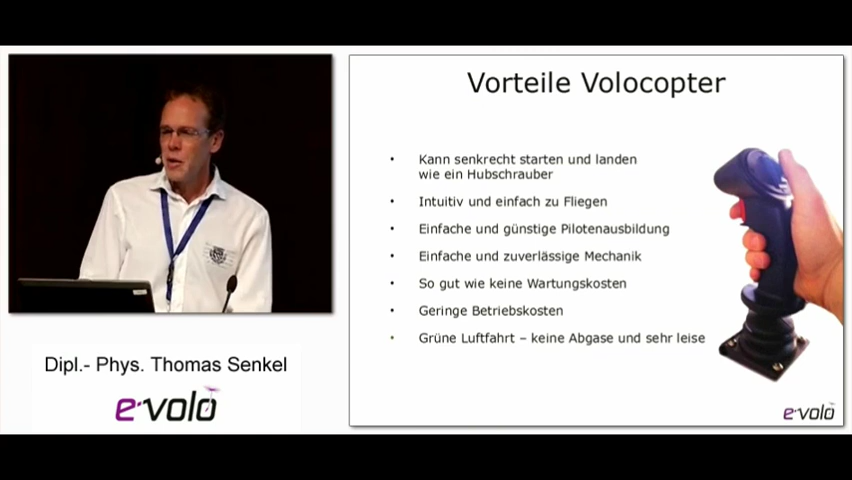 Vorteile Volocopter
• Kann senkrecht starten und landen
wie ein Hubschrauber
• Intuitiv und einfach zu Fliegen
• Einfache und günstige Pilotenausbildung
• Einfache und zuverlässige Mechanik
• So gut wie keine Wartungskosten
• Geringe Betriebskosten
• Grüne Luftfahrt – keine Abgase und sehr leise
e-volo
Dipl.- Phys. Thomas Senkel
e-volo